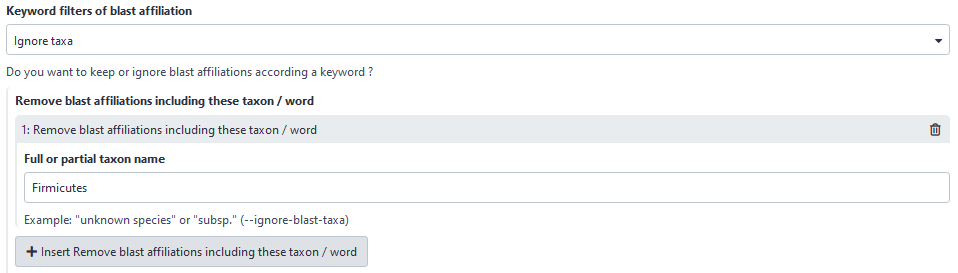 Keyword filters of blast affiliation
Ignore taxa
Do you want to keep or ignore blast affiliations according a keyword ?
Remove blast affiliations including these taxon / word
1: Remove blast affiliations including these taxon / word
Full or partial taxon name
Firmicutes
Example: "unknown species" or "subsp." (--ignore-blast-taxa)
+ Insert Remove blast affiliations including these taxon / word